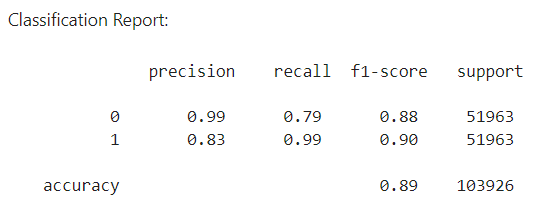 Classification Report:
precision recall f1-score support
0 0.99 0.79 0.88 51963
1 0.83 0.99 0.90 51963
accuracy 0.89 103926